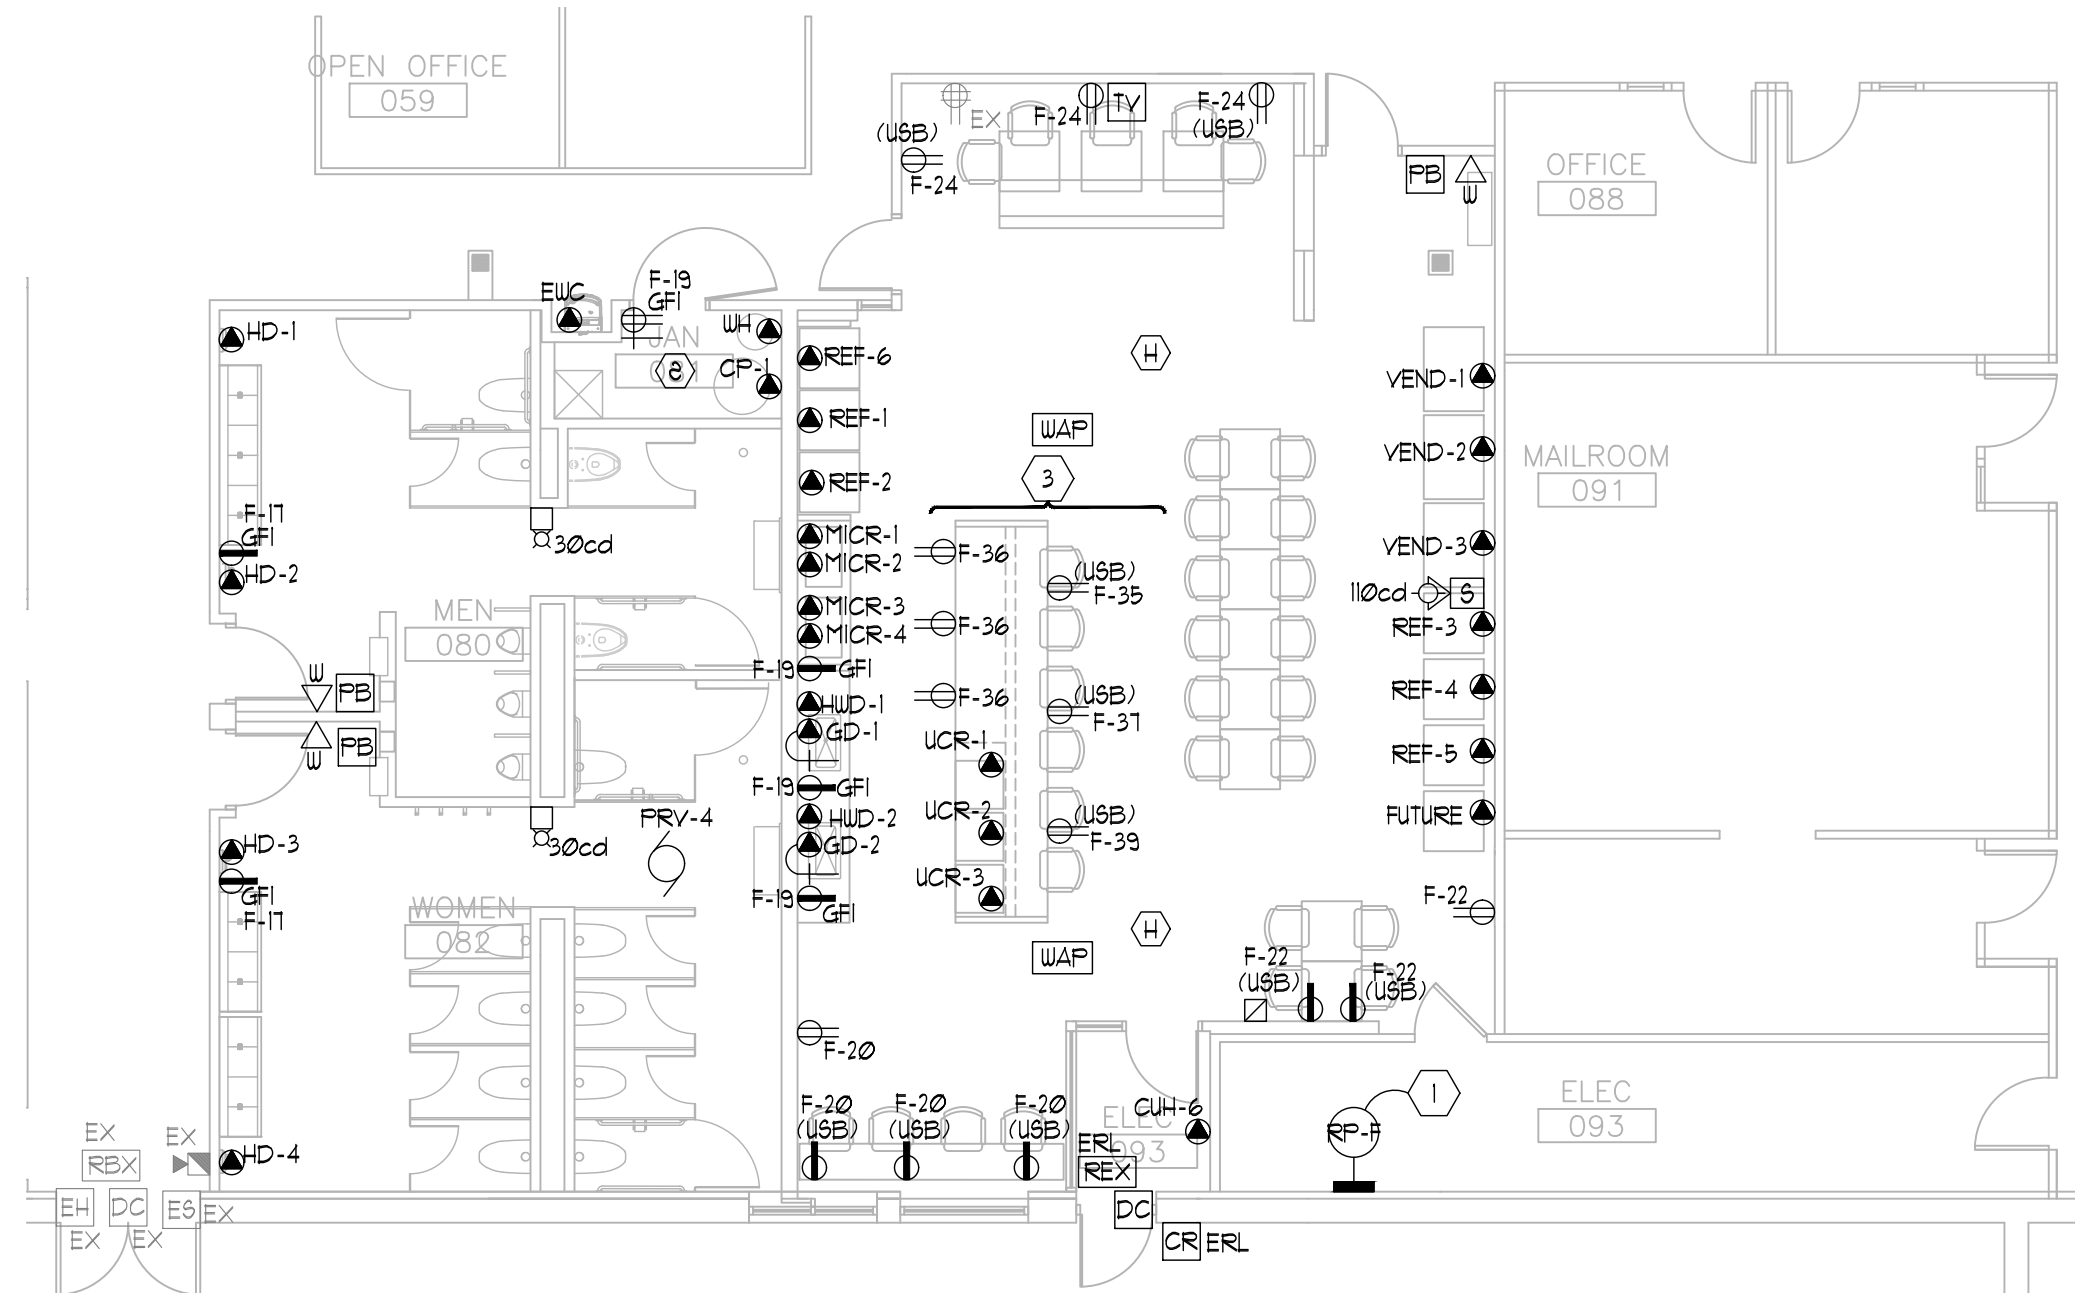 OPEN OFFICE
059
EX
F-24
TV
F-24
(USB)
(USB)
F-24
PB
W
OFFICE
088
EWC
F-19
GFI
HD-1
WH
JAN
081
S
CP-1
REF-6
H
VEND-1
REF-1
WAP
VEND-2
MAILROOM
091
REF-2
3
F-17
GFI
HD-2
30cd
MICR-1
MICR-2
F-36
(USB)
F-35
VEND-3
110cd
S
MEN
080
MICR-3
MICR-4
F-36
REF-3
F-19
GFI
W
PB
HWD-1
GD-1
F-36
(USB)
F-37
REF-4
W
PB
UCR-1
REF-5
F-19
GFI
PRV-4
HWD-2
UCR-2
(USB)
F-39
FUTURE
HD-3
30cd
GD-2
UCR-3
GFI
F-17
F-19
GFI
F-22
WOMEN
082
H
WAP
F-22
(USB)
F-22
(USB)
F-20
F-20
(USB)
F-20
(USB)
F-20
(USB)
ELEC
093
CUH-6
1
RP-F
ELEC
093
EX
EX
RBX
HD-4
ERL
REX
EH
DC
ES
EX
DC
EX
EX
CR
ERL